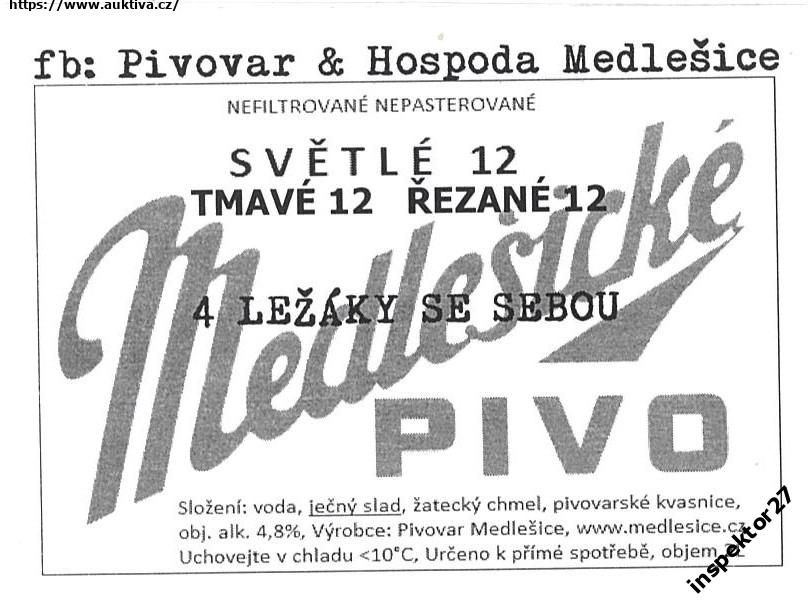 https://www.auktiva.cz/
fb: Pivovar & Hospoda Medlešice
NEFILTROVANÉ NEPASTEROVANÉ
SVĚTLÉ 12
TMAVÉ 12 ŘEZANÉ 12
Medlešické
4 LEŽÁKY SE SEBOU
PIVO
Složení: voda, ječný slad, žatecký chmel, pivovarské kvasnice,
obj. alk. 4,8%, Výrobce: Pivovar Medlešice, www.medlesice.cz
Uchovejte v chladu <10°C, Určeno k přímé spotřebě, objem
inspektor27